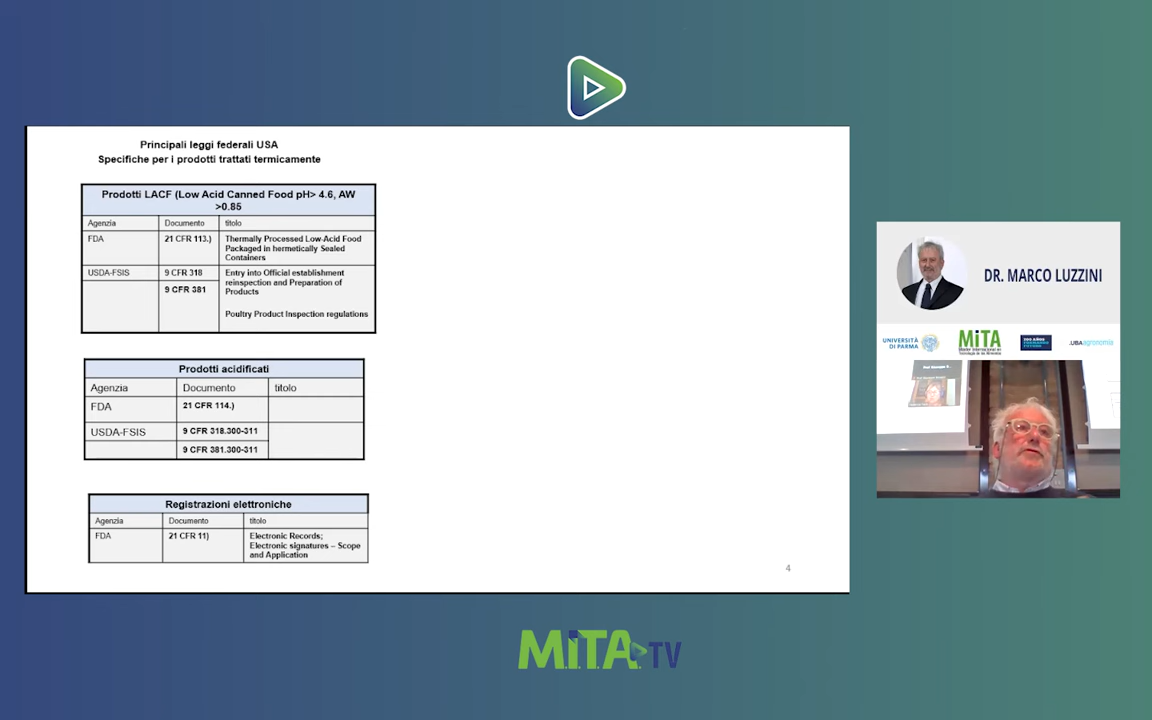 Principali leggi federali USA
Specifiche per i prodotti trattati termicamente
Prodotti LACF (Low Acid Canned Food pH> 4.6, AW
>0.85
Agenzia Documento titolo
FDA 21 CFR 113.) Thermally Processed Low-Acid Food
Packaged in hermetically Sealed
Containers
USDA-FSIS 9 CFR 318 Entry into Official establishment
reinspection and Preparation of
9 CFR 381 Products
Poultry Product Inspection regulations
Prodotti acidificati
Agenzia Documento titolo
FDA 21 CFR 114.)
USDA-FSIS 9 CFR 318.300-311
9 CFR 381.300-311
Registrazioni elettroniche
Agenzia Documento titolo
FDA 21 CFR 11) Electronic Records;
Electronic signatures – Scope
and Application
4
DR. MARCO LUZZINI
UNIVERSITÀ
DI PARMA
MiTA
.UBAagronomía
M.i.T.A. TV